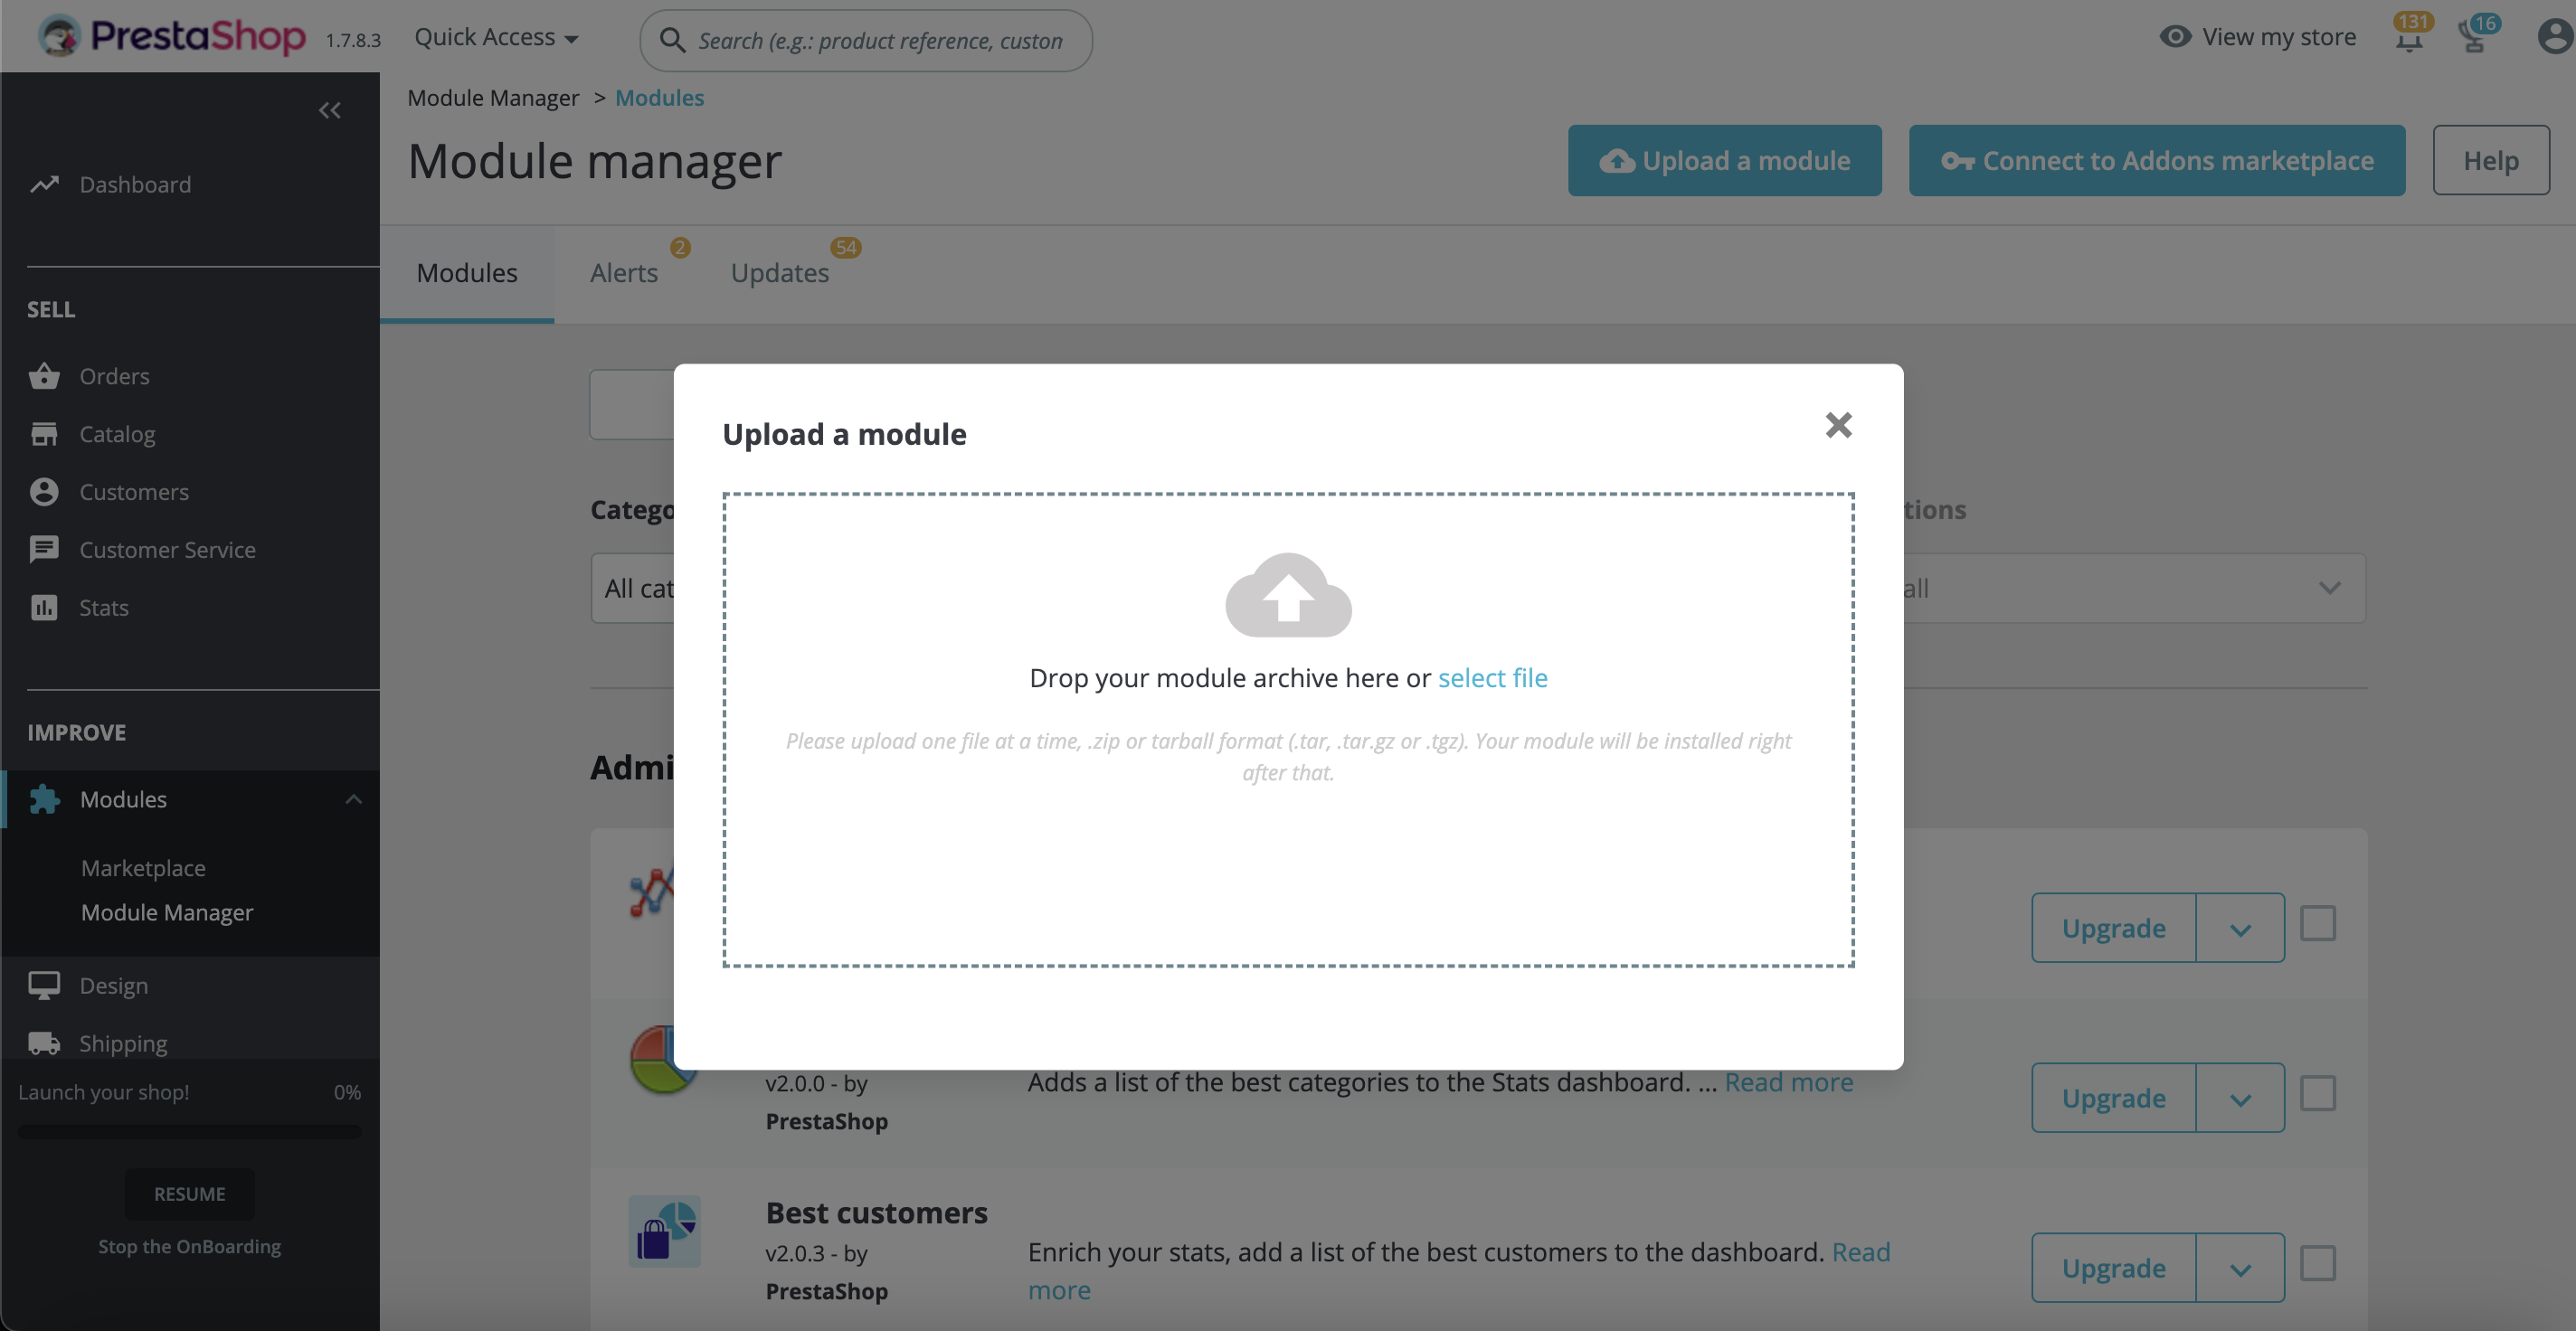 PrestaShop 1.7.8.3 Quick Access Search (e.g.: product reference, custon View my store 131 16
Module Manager > Modules
Module manager Upload a module Connect to Addons marketplace Help
Modules Alerts 2 Updates 54
Dashboard
SELL
Orders
Catalog
Customers
Customer Service
Stats
IMPROVE
Modules
Marketplace
Module Manager
Design
Shipping
Launch your shop! 0%
RESUME
Stop the OnBoarding
Catego
tions
All cat
all
Admi
Upload a module
Drop your module archive here or select file
Please upload one file at a time, .zip or tarball format (.tar, .tar.gz or .tgz). Your module will be installed right
after that.
Upgrade
v2.0.0 - by
PrestaShop
Adds a list of the best categories to the Stats dashboard. ... Read more
Upgrade
Best customers
v2.0.3 - by
PrestaShop
Enrich your stats, add a list of the best customers to the dashboard. Read
more
Upgrade